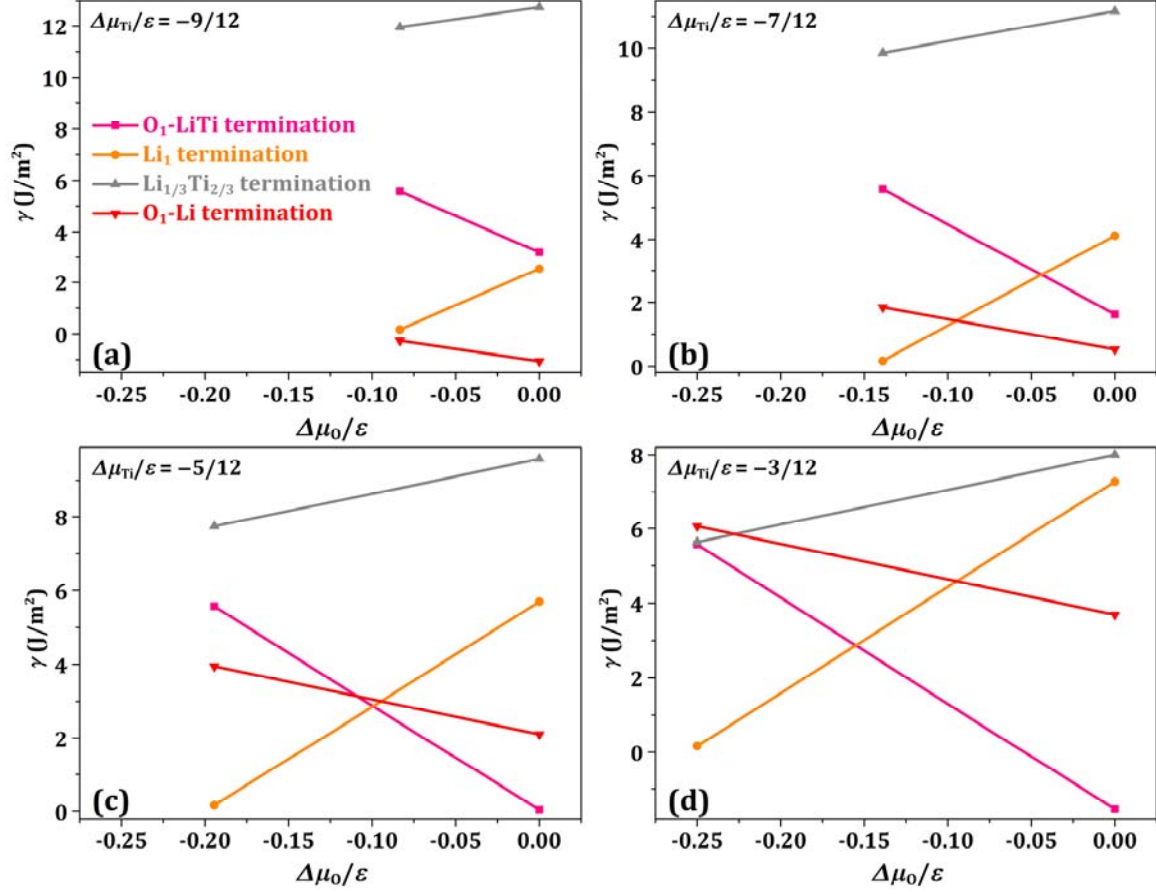 Δμ_Ti/ε = −9/12
12
10
8
6
4
2
0
γ (J/m²)
O₁-LiTi termination
Li₁ termination
Li₁/₃Ti₂/₃ termination
O₁-Li termination
(a)
-0.25 -0.20 -0.15 -0.10 -0.05 0.00
Δμ_O/ε
Δμ_Ti/ε = −7/12
10
8
6
4
2
0
γ (J/m²)
(b)
-0.25 -0.20 -0.15 -0.10 -0.05 0.00
Δμ_O/ε
Δμ_Ti/ε = −5/12
8
6
4
2
0
γ (J/m²)
(c)
-0.25 -0.20 -0.15 -0.10 -0.05 0.00
Δμ_O/ε
Δμ_Ti/ε = −3/12
8
6
4
2
0
γ (J/m²)
(d)
-0.25 -0.20 -0.15 -0.10 -0.05 0.00
Δμ_O/ε